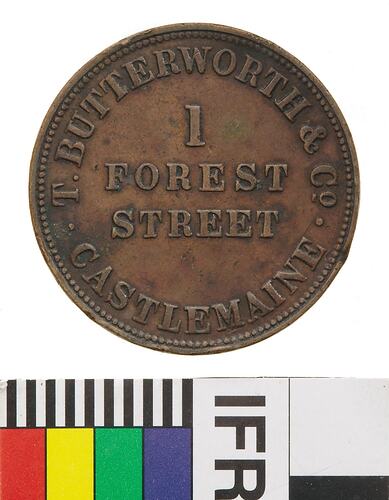 T. BUTTERWORTH & Cº
1
FOREST
STREET
CASTLEMAINE
IFR